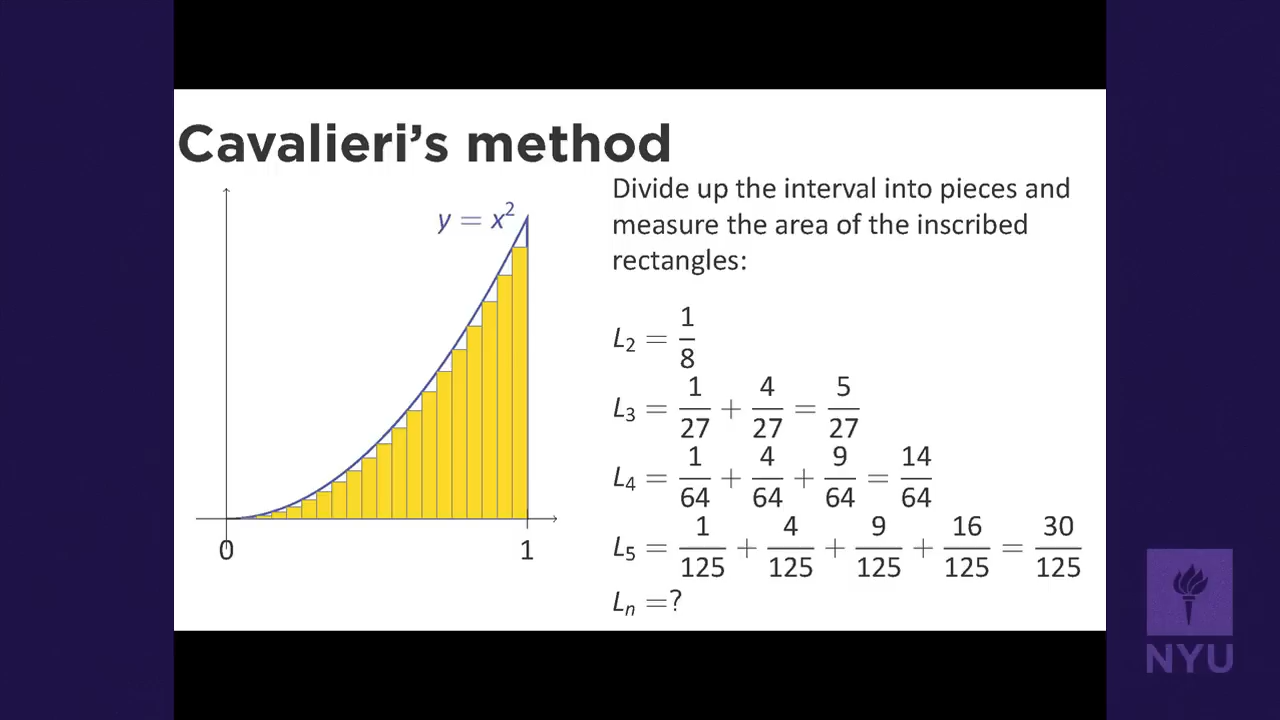 Cavalieri's method
y = x²
0
1
Divide up the interval into pieces and
measure the area of the inscribed
rectangles:
L₂ = 1/8
L₃ = 1/27 + 4/27 = 5/27
L₄ = 1/64 + 4/64 + 9/64 = 14/64
L₅ = 1/125 + 4/125 + 9/125 + 16/125 = 30/125
Lₙ =?
NYU